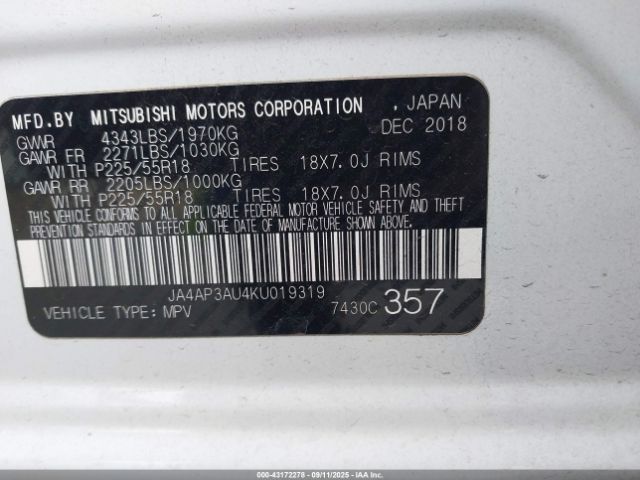 MFD.BY MITSUBISHI MOTORS CORPORATION , JAPAN
GVWR 4343LBS/1970KG DEC 2018
GAWR FR 2271LBS/1030KG
WITH P225/55R18 TIRES 18X7.0J RIMS
GAWR RR 2205LBS/1000KG
WITH P225/55R18 TIRES 18X7.0J RIMS
THIS VEHICLE CONFORMS TO ALL APPLICABLE FEDERAL MOTOR VEHICLE SAFETY AND THEFT
PREVENTION STANDARDS IN EFFECT ON THE DATE OF MANUFACTURE SHOWN ABOVE.
JA4AP3AU4KU019319
VEHICLE TYPE: MPV 7430C 357
000-43172278 - 09/11/2025 - IAAI.COM